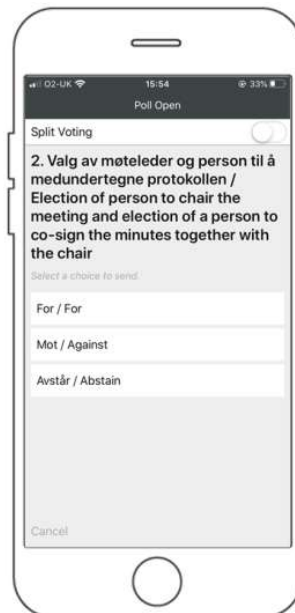 O2-UK 15:54 33%
Poll Open
Split Voting
2. Valg av møteleder og person til å
medundertegne protokollen /
Election of person to chair the
meeting and election of a person to
co-sign the minutes together with
the chair
Select a choice to send
For / For
Mot / Against
Avstår / Abstain
Cancel